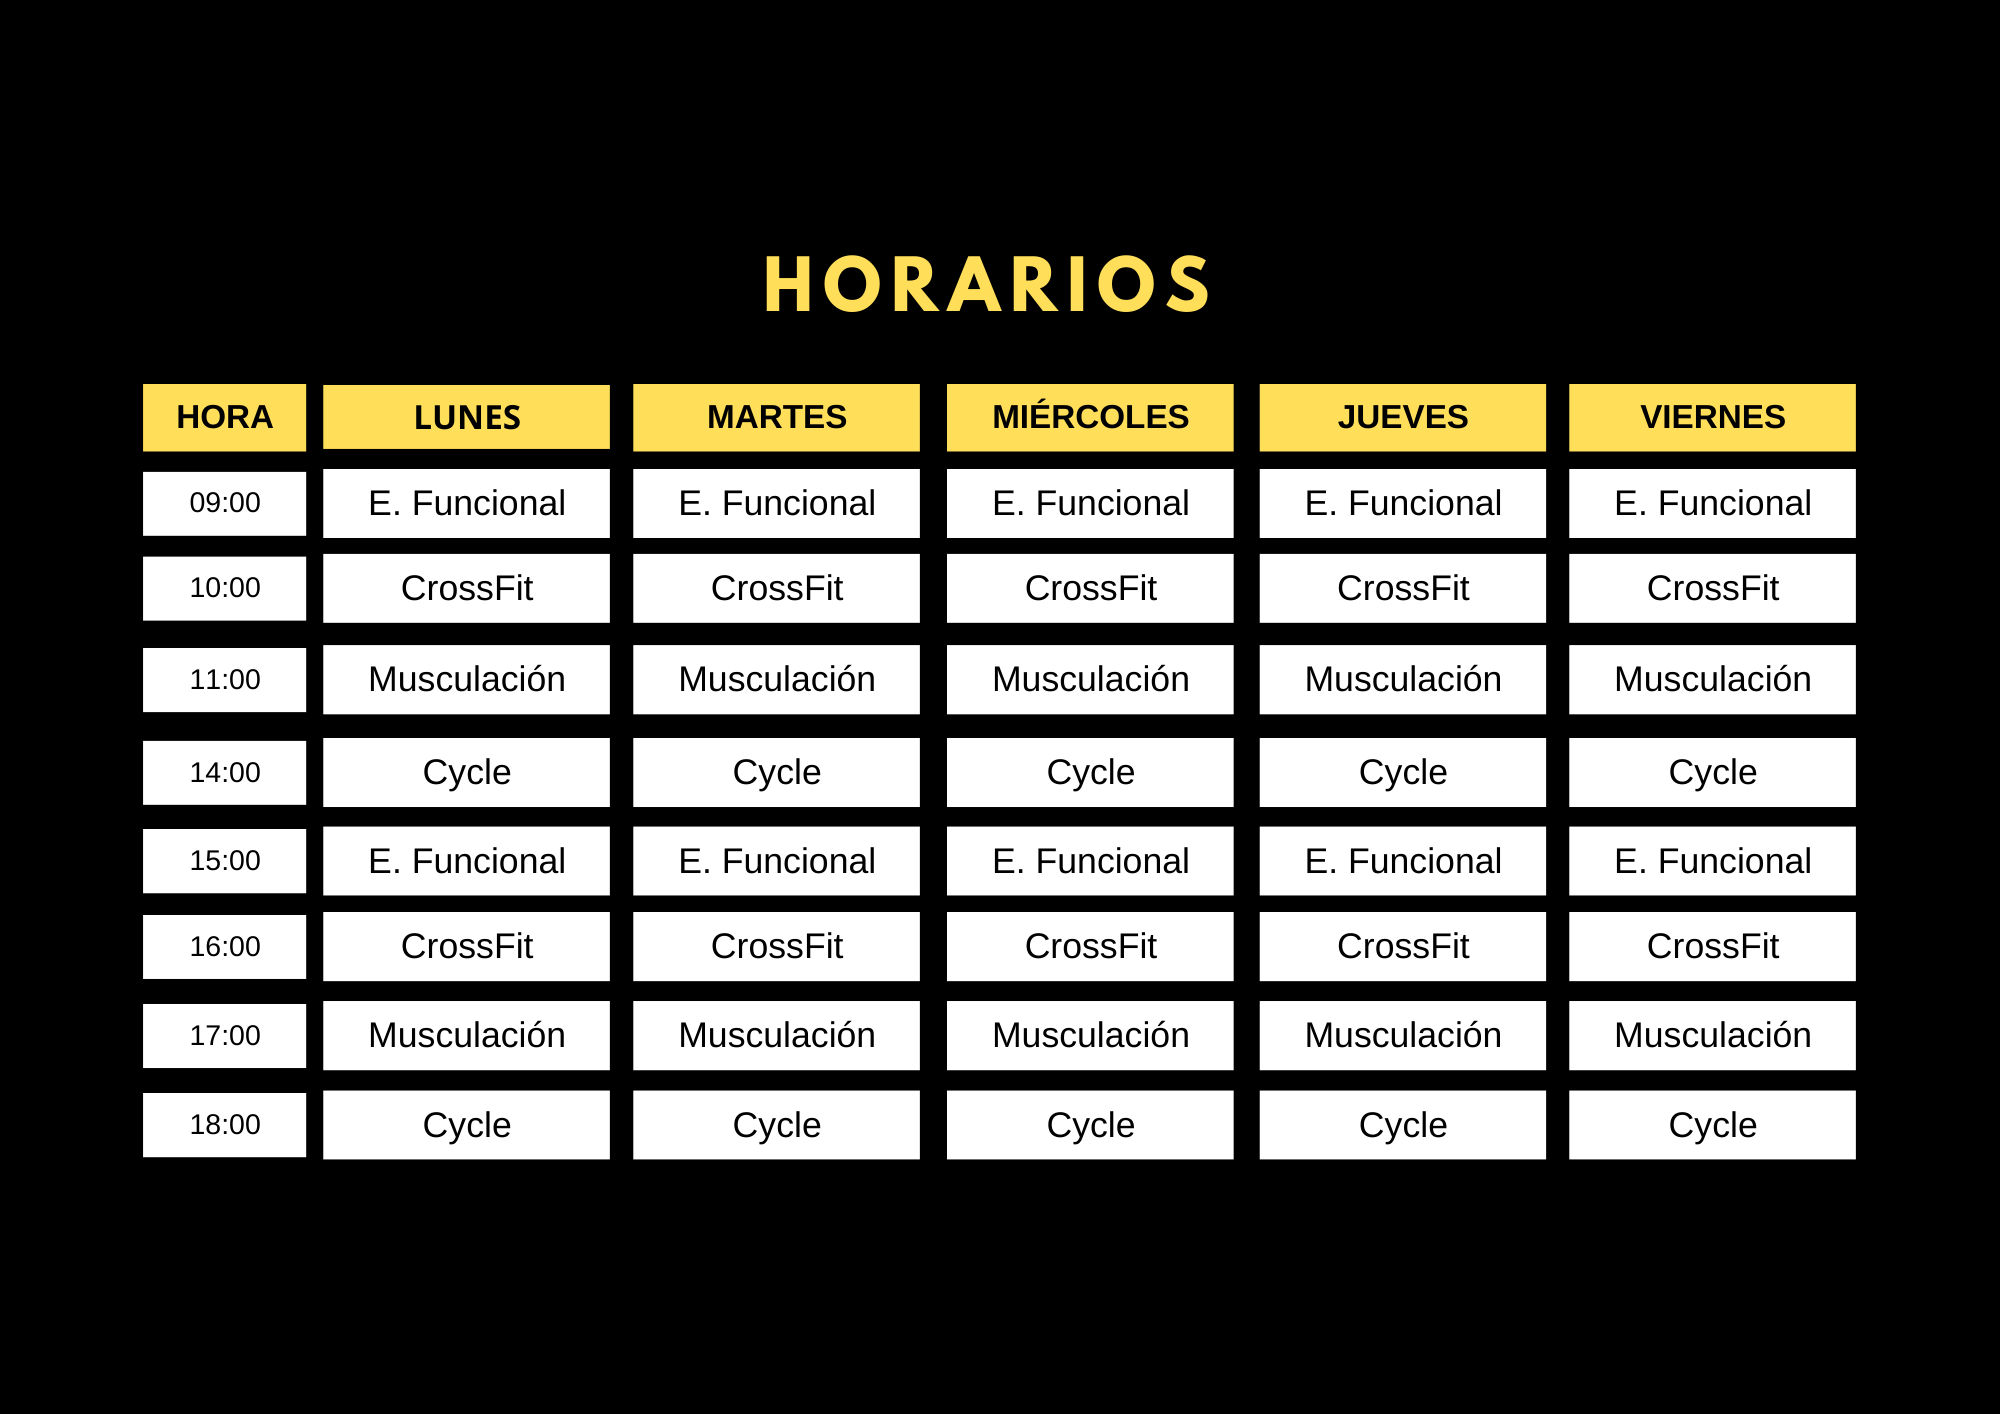 HORARIOS
HORA LUNES MARTES MIÉRCOLES JUEVES VIERNES
09:00 E. Funcional E. Funcional E. Funcional E. Funcional E. Funcional
10:00 CrossFit CrossFit CrossFit CrossFit CrossFit
11:00 Musculación Musculación Musculación Musculación Musculación
14:00 Cycle Cycle Cycle Cycle Cycle
15:00 E. Funcional E. Funcional E. Funcional E. Funcional E. Funcional
16:00 CrossFit CrossFit CrossFit CrossFit CrossFit
17:00 Musculación Musculación Musculación Musculación Musculación
18:00 Cycle Cycle Cycle Cycle Cycle